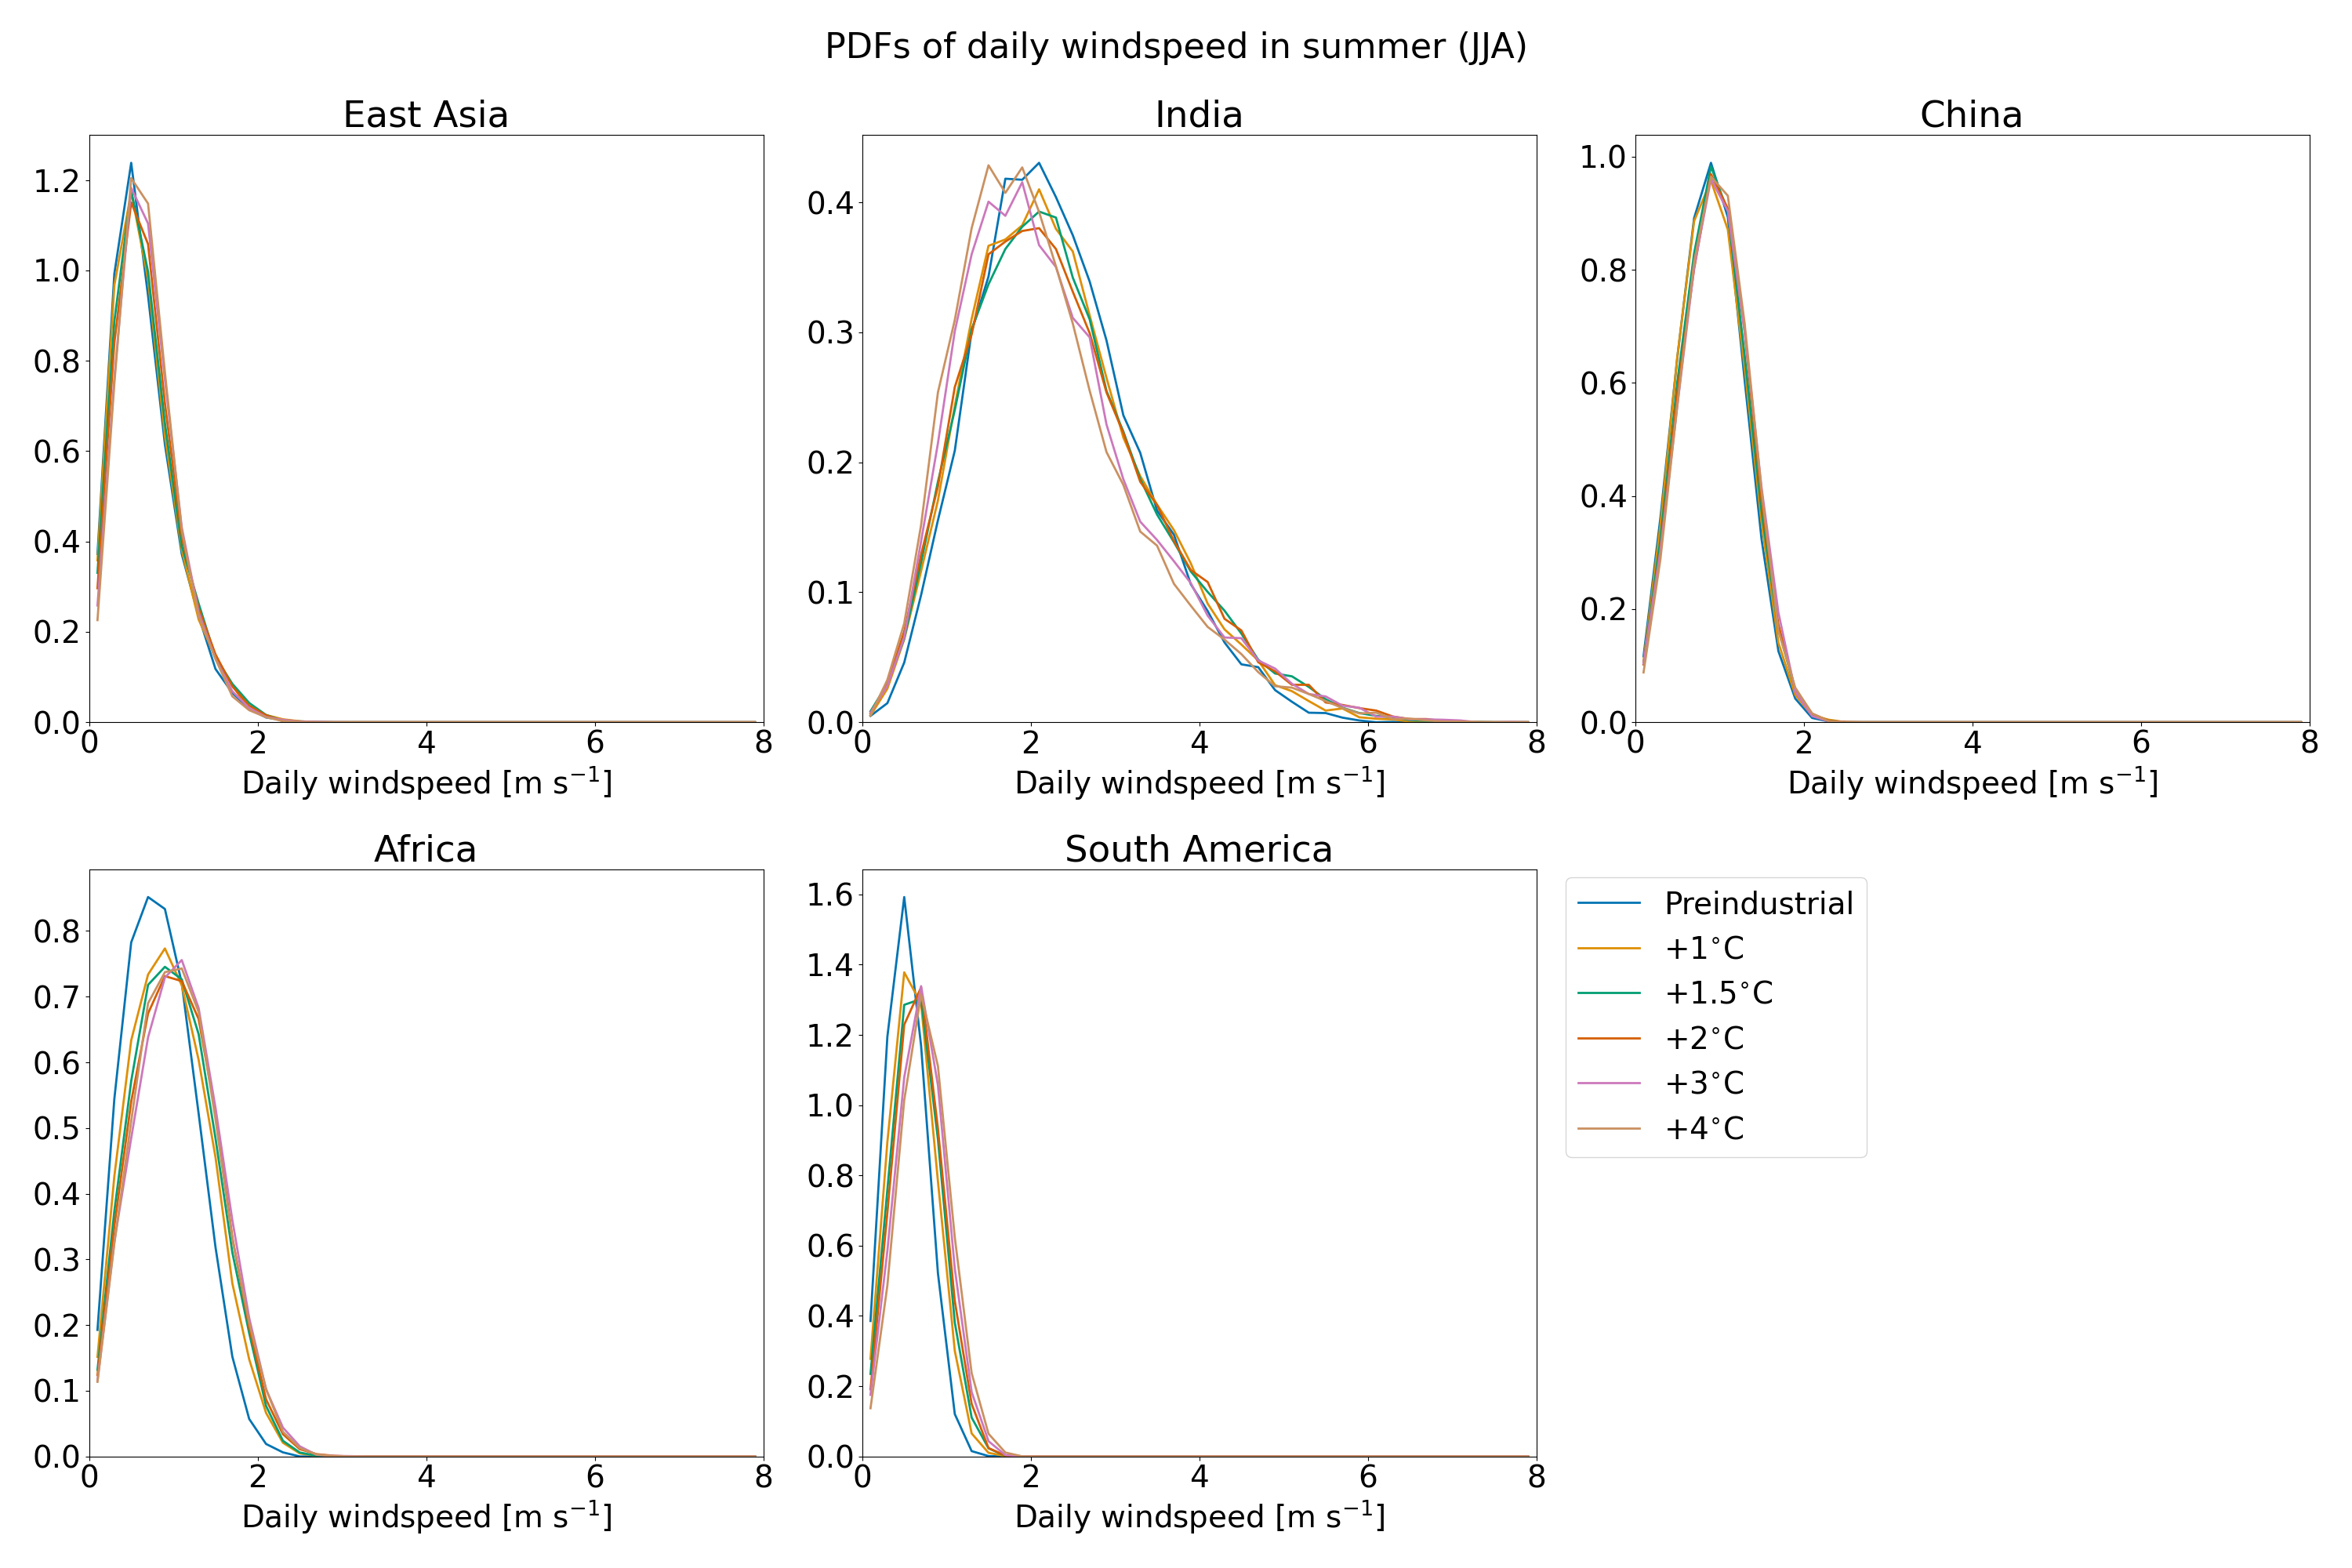 PDFs of daily windspeed in summer (JJA)
East Asia
1.2
1.0
0.8
0.6
0.4
0.2
0.0
0 2 4 6 8
Daily windspeed [m s⁻¹]
India
0.4
0.3
0.2
0.1
0.0
0 2 4 6 8
Daily windspeed [m s⁻¹]
China
1.0
0.8
0.6
0.4
0.2
0.0
0 2 4 6 8
Daily windspeed [m s⁻¹]
Africa
0.8
0.7
0.6
0.5
0.4
0.3
0.2
0.1
0.0
0 2 4 6 8
Daily windspeed [m s⁻¹]
South America
1.6
1.4
1.2
1.0
0.8
0.6
0.4
0.2
0.0
0 2 4 6 8
Daily windspeed [m s⁻¹]
Preindustrial
+1°C
+1.5°C
+2°C
+3°C
+4°C